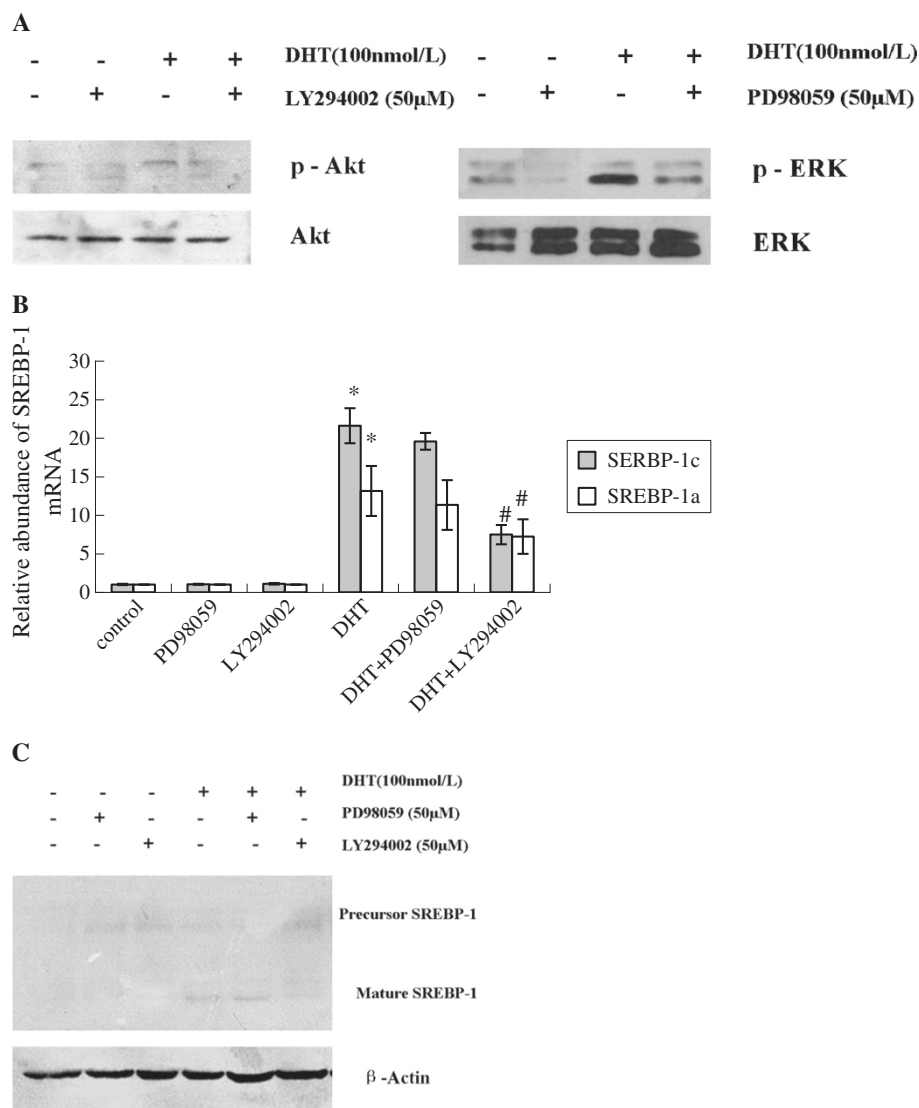 A
- - + + DHT(100nmol/L) - - + + DHT(100nmol/L)
- + - + LY294002 (50μM) - + - + PD98059 (50μM)
p - Akt p - ERK
Akt ERK
B
Relative abundance of SREBP-1
mRNA
30
25
20
15
10
5
0
* * # #
SERBP-1c
SREBP-1a
control PD98059 LY294002 DHT DHT+PD98059 DHT+LY294002
C
- - - + + + DHT(100nmol/L)
- + - - + - PD98059 (50μM)
- - + - - + LY294002 (50μM)
Precursor SREBP-1
Mature SREBP-1
β-Actin